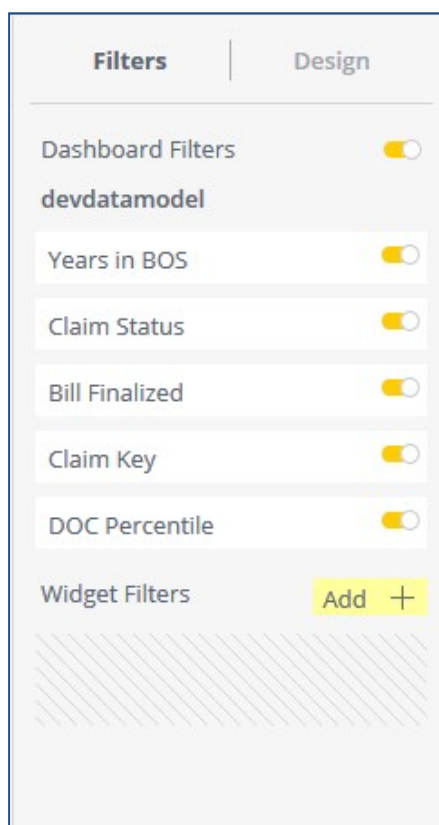 Filters Design
Dashboard Filters
devdatamodel
Years in BOS
Claim Status
Bill Finalized
Claim Key
DOC Percentile
Widget Filters Add +